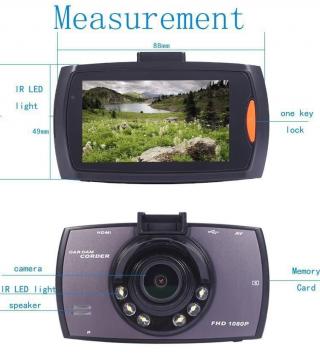 Measurement
88mm
IR LED
light
49mm
one key
lock
HDMI
AV
CAR CAM
CORDER
camera
IR LED light
speaker
Memory
Card
FHD 1080P